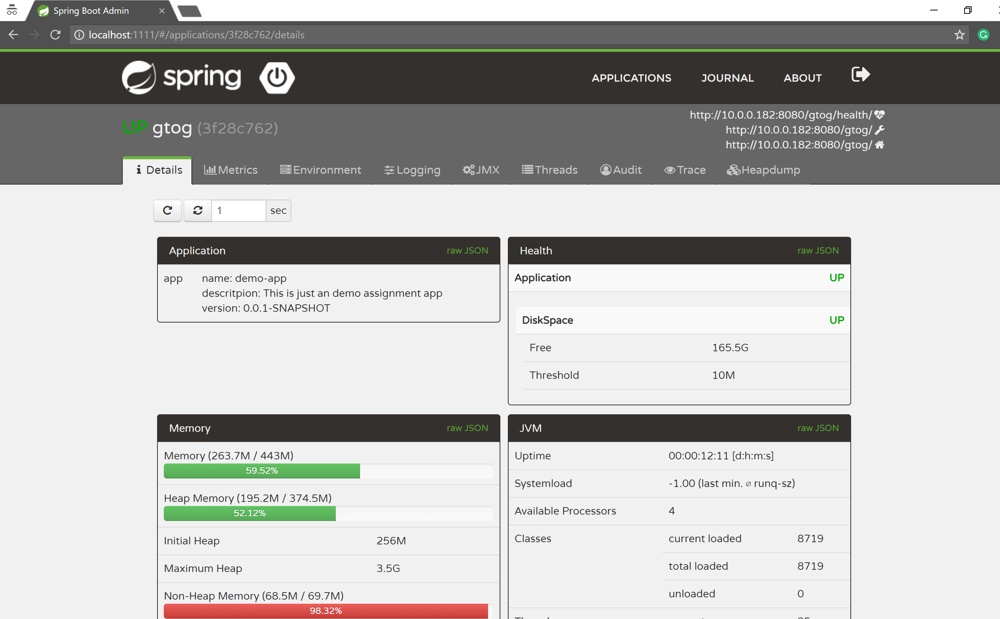 Spring Boot Admin
localhost:1111/#/applications/3f28c762/details
spring
APPLICATIONS JOURNAL ABOUT
UP gtog (3f28c762)
http://10.0.0.182:8080/gtog/health/
http://10.0.0.182:8080/gtog/
http://10.0.0.182:8080/gtog/
Details Metrics Environment Logging JMX Threads Audit Trace Heapdump
1 sec
Application raw JSON
app name: demo-app
descritpion: This is just an demo assignment app
version: 0.0.1-SNAPSHOT
Health raw JSON
Application UP
DiskSpace UP
Free 165.5G
Threshold 10M
Memory raw JSON
Memory (263.7M / 443M)
59.52%
Heap Memory (195.2M / 374.5M)
52.12%
Initial Heap 256M
Maximum Heap 3.5G
Non-Heap Memory (68.5M / 69.7M)
98.32%
JVM raw JSON
Uptime 00:00:12:11 [d:h:m:s]
Systemload -1.00 (last min. ∅ runq-sz)
Available Processors 4
Classes current loaded 8719
total loaded 8719
unloaded 0